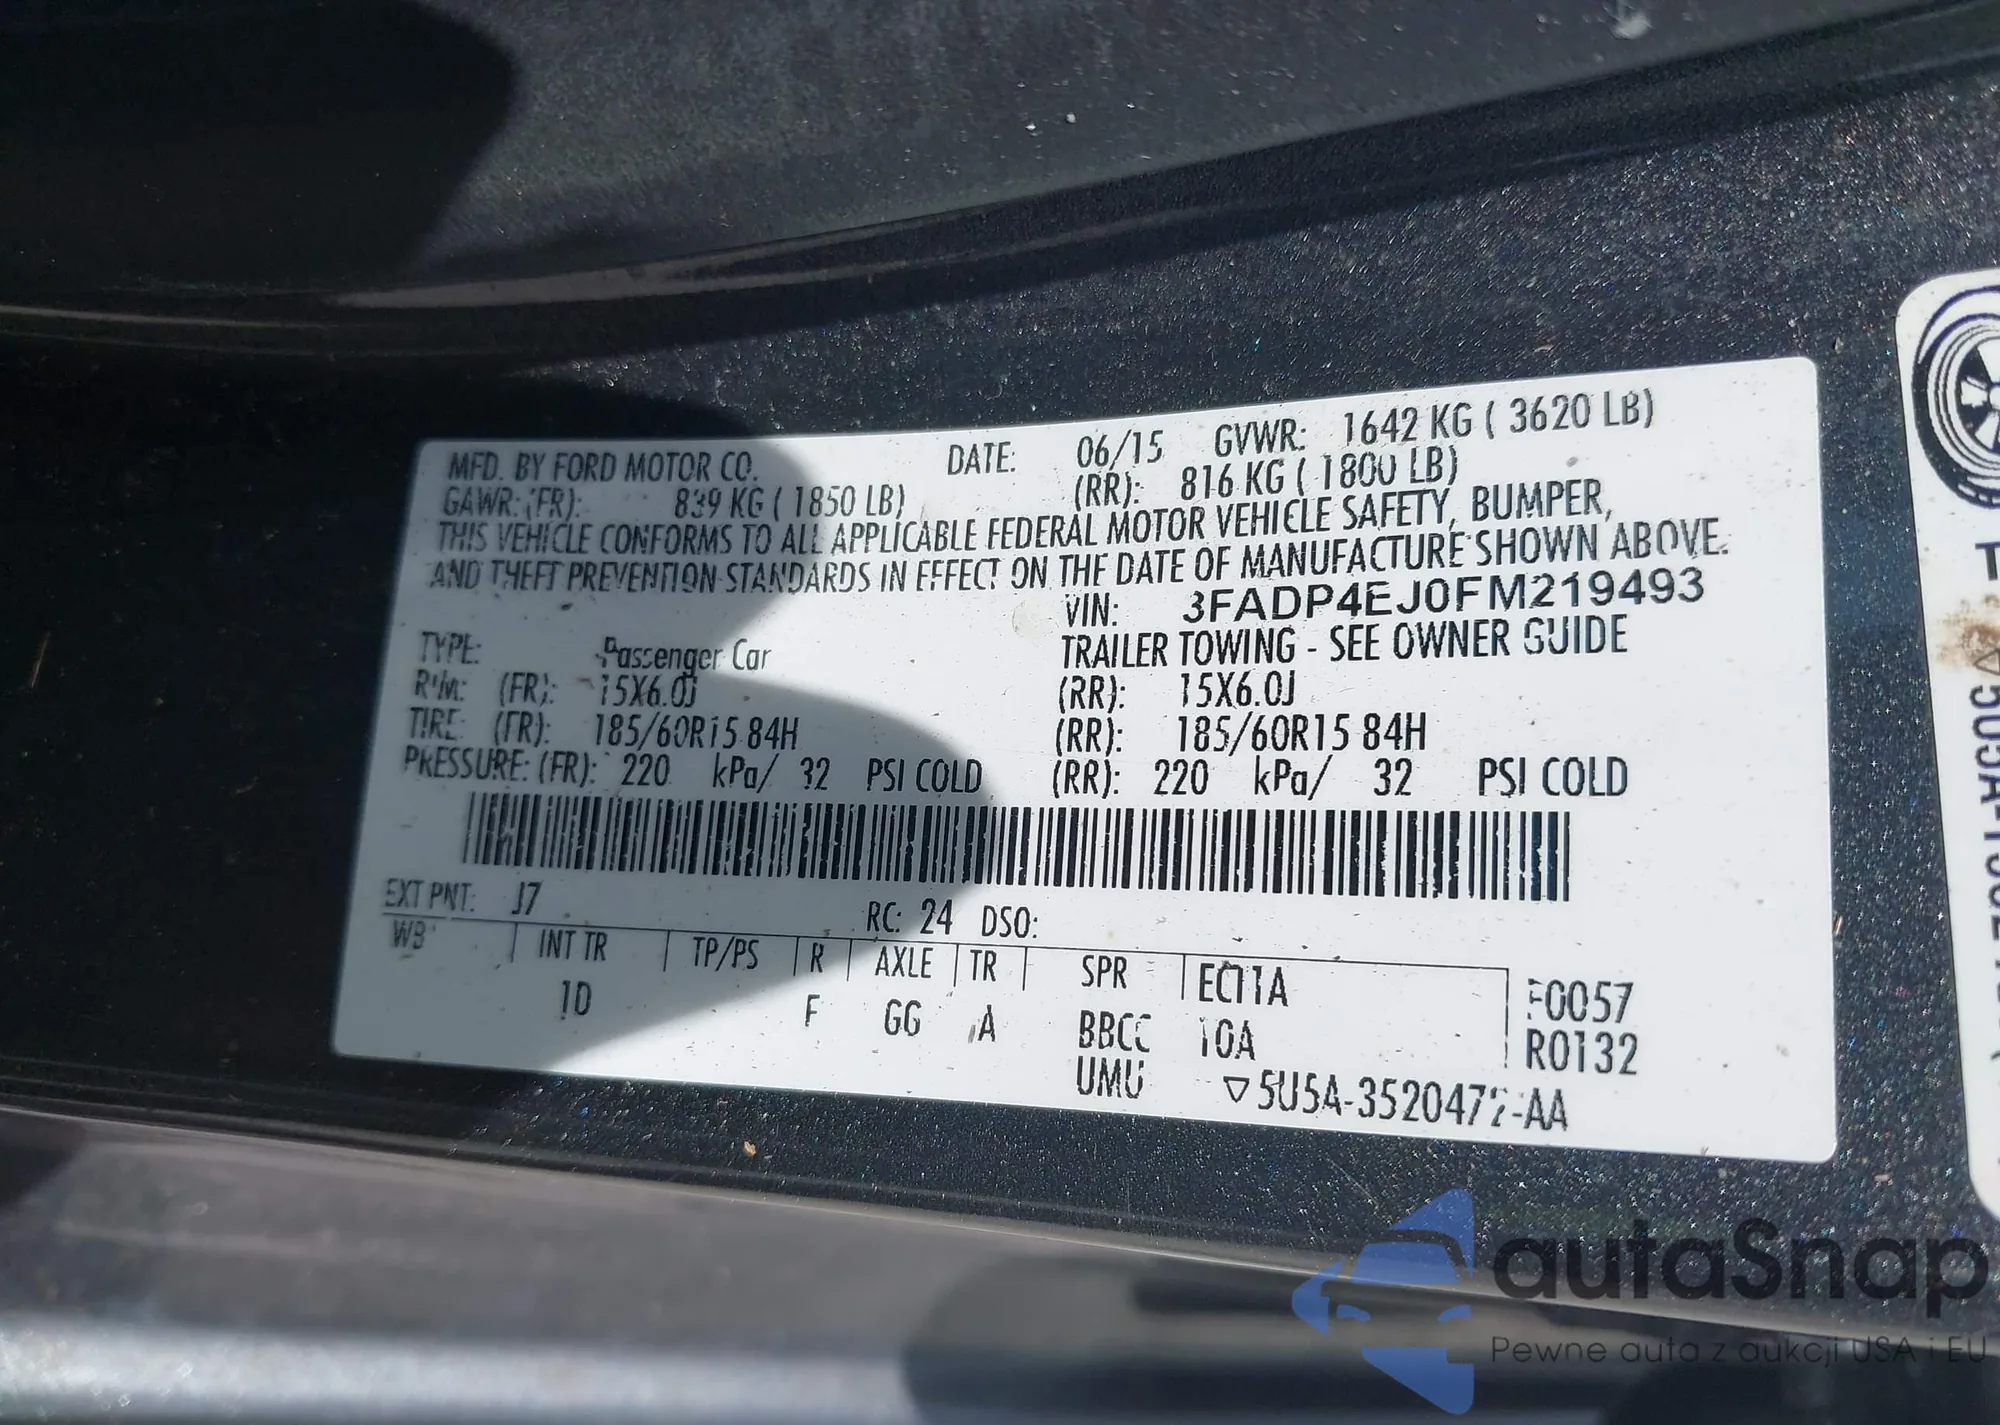 MFD. BY FORD MOTOR CO. DATE: 06/15 GVWR: 1642 KG ( 3620 LB)
GAWR: (FR): 839 KG ( 1850 LB) (RR): 816 KG ( 1800 LB)
THIS VEHICLE CONFORMS TO ALL APPLICABLE FEDERAL MOTOR VEHICLE SAFETY, BUMPER,
AND THEFT PREVENTION STANDARDS IN EFFECT ON THE DATE OF MANUFACTURE SHOWN ABOVE.
VIN: 3FADP4EJ0FM219493
TYPE: Passenger Car TRAILER TOWING - SEE OWNER GUIDE
RIM: (FR): 15X6.0J (RR): 15X6.0J
TIRE: (FR): 185/60R15 84H (RR): 185/60R15 84H
PRESSURE: (FR): 220 kPa/ 32 PSI COLD (RR): 220 kPa/ 32 PSI COLD
EXT PNT: J7 RC: 24 DSO:
WB INT TR TP/PS R AXLE TR SPR EC11A F0057
10 F GG A BBCC 10A R0132
UMU ▽5U5A-3520472-AA
autaSnap
Pewne auta z aukcji USA i EU